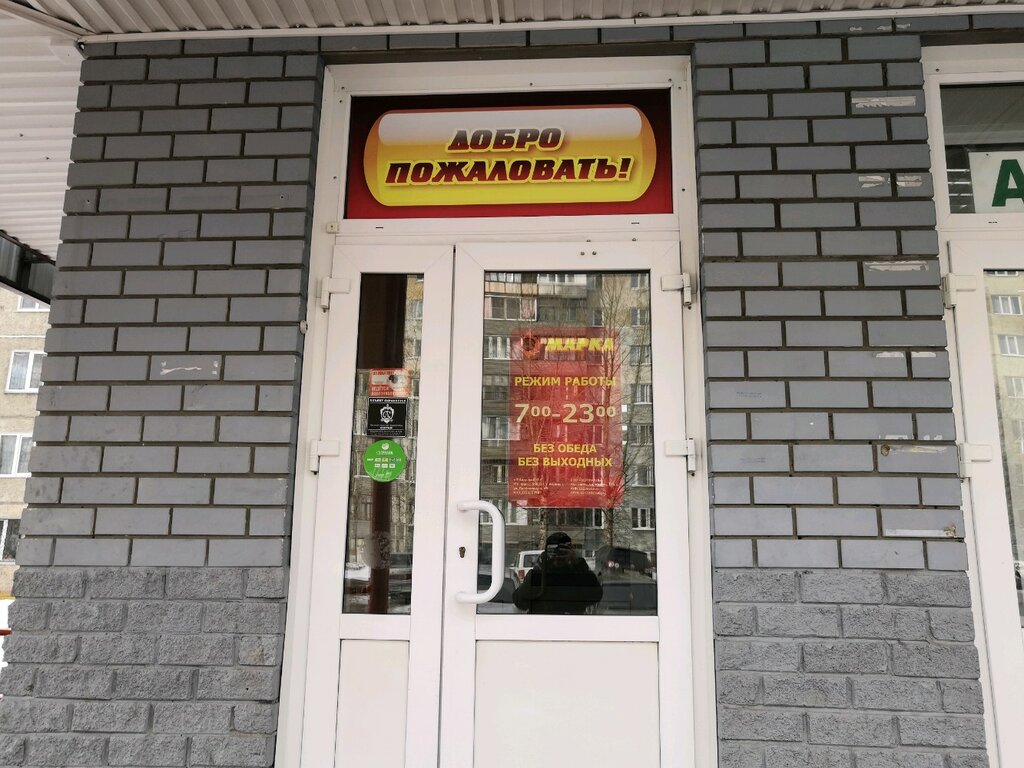 ДОБРО
ПОЖАЛОВАТЬ!
А
МАРКА
РЕЖИМ РАБОТЫ
7⁰⁰-23⁰⁰
БЕЗ ОБЕДА
БЕЗ ВЫХОДНЫХ